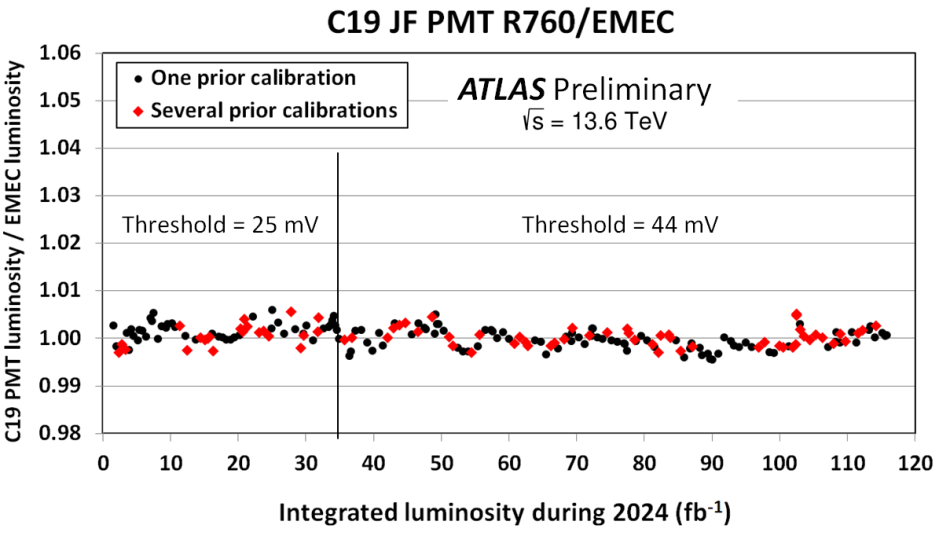 C19 JF PMT R760/EMEC
C19 PMT luminosity / EMEC luminosity
1.06
1.05
1.04
1.03
1.02
1.01
1.00
0.99
0.98
One prior calibration
Several prior calibrations
ATLAS Preliminary
√s = 13.6 TeV
Threshold = 25 mV
Threshold = 44 mV
0 10 20 30 40 50 60 70 80 90 100 110 120
Integrated luminosity during 2024 (fb⁻¹)